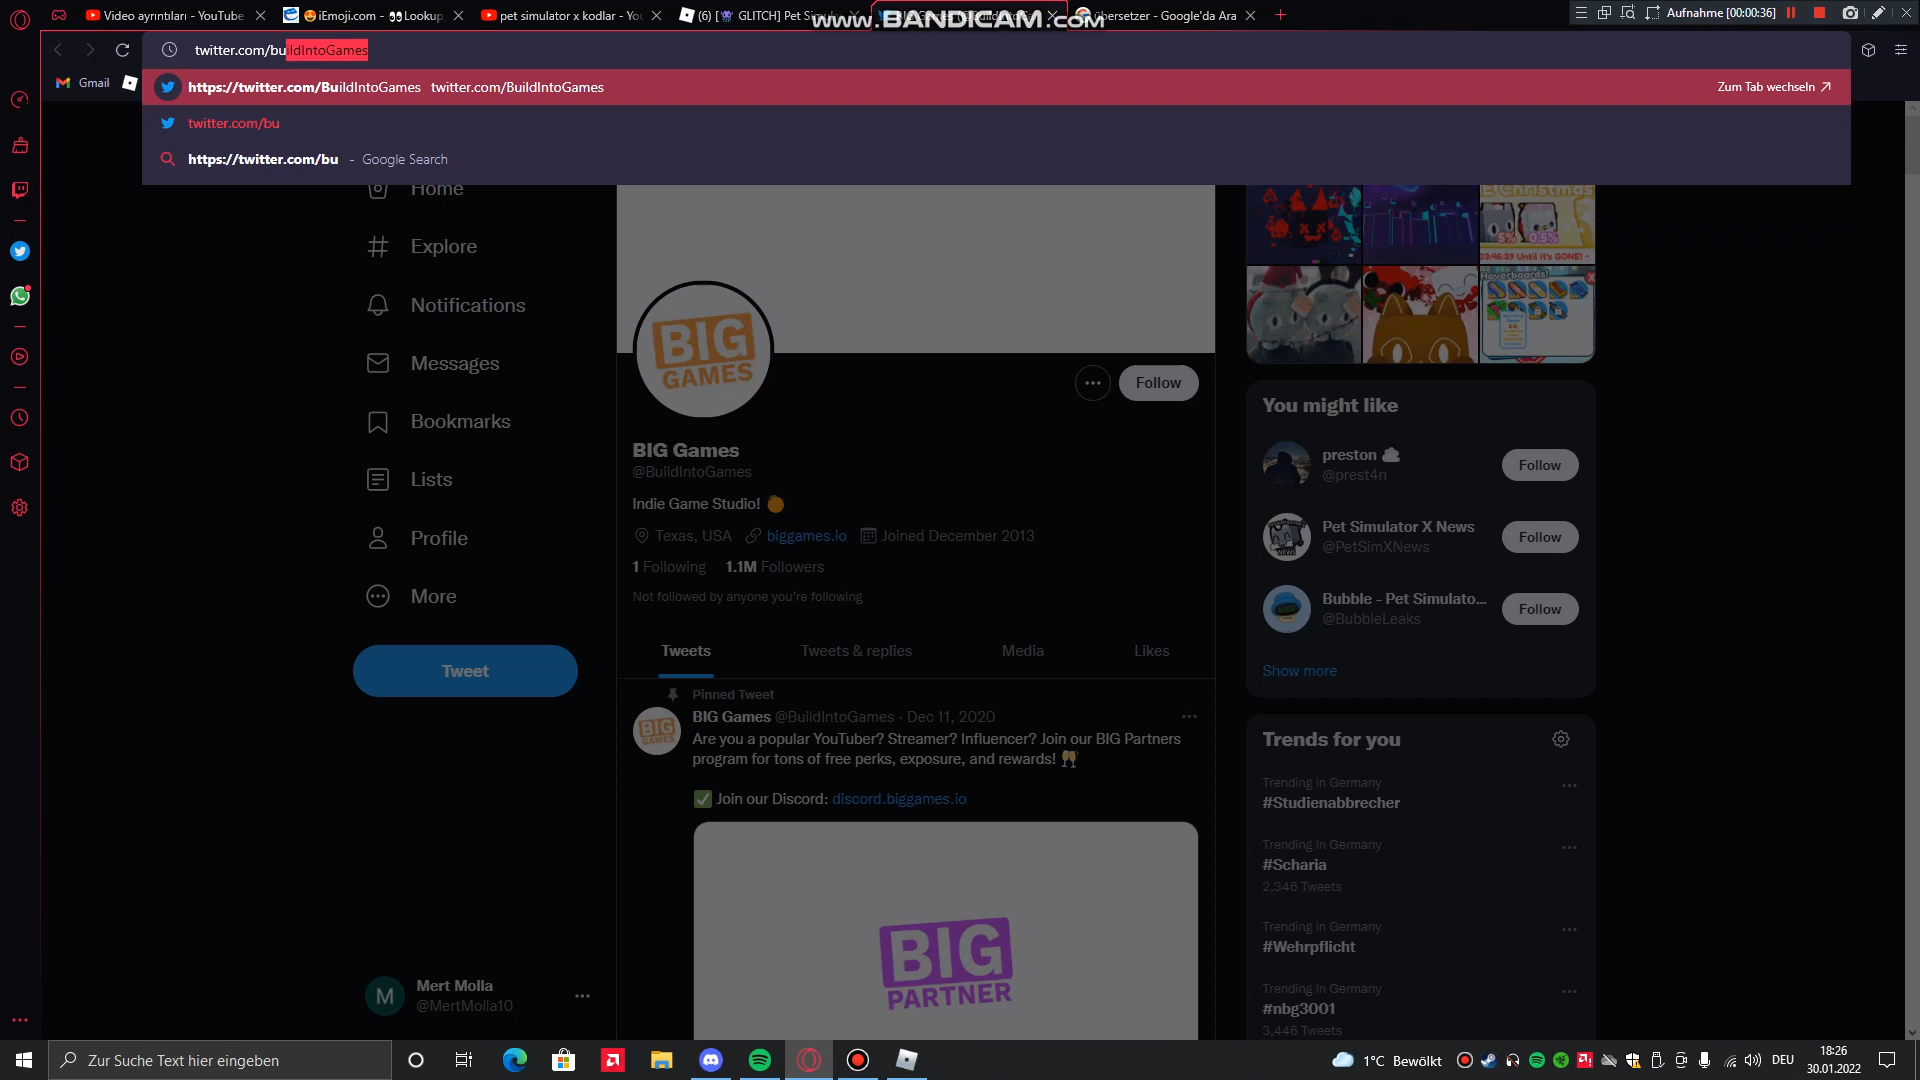 Video ayrıntıları - YouTube
iEmoji.com - 👀Lookup,
pet simulator x kodlar - You
(6) [👾 GLITCH] Pet Simula
www.BANDICAM.com
übersetzer - Google'da Ara
Aufnahme [00:00:36]
twitter.com/buildIntoGames
Gmail
https://twitter.com/BuildIntoGames twitter.com/BuildIntoGames
Zum Tab wechseln
twitter.com/bu
https://twitter.com/bu - Google Search
Home
Explore
Notifications
Messages
Bookmarks
Lists
Profile
More
Tweet
Mert Molla
@MertMolla10
BIG
GAMES
Follow
BIG Games
@BuildIntoGames
Indie Game Studio! 🍊
Texas, USA biggames.io Joined December 2013
1 Following 1.1M Followers
Not followed by anyone you're following
Tweets Tweets & replies Media Likes
Pinned Tweet
BIG Games @BuildIntoGames · Dec 11, 2020
Are you a popular YouTuber? Streamer? Influencer? Join our BIG Partners
program for tons of free perks, exposure, and rewards! 🥂
✅ Join our Discord: discord.biggames.io
BIG
PARTNER
E Christmas
5% 0.5%
03:46:39 Until it's GONE!
Hoverboards!
You might like
preston
@prest4n
Follow
Pet Simulator X News
@PetSimXNews
Follow
Bubble - Pet Simulato...
@BubbleLeaks
Follow
Show more
Trends for you
Trending in Germany
#Studienabbrecher
Trending in Germany
#Scharia
2,346 Tweets
Trending in Germany
#Wehrpflicht
Trending in Germany
#nbg3001
3,446 Tweets
Zur Suche Text hier eingeben
1°C Bewölkt
DEU
18:26
30.01.2022